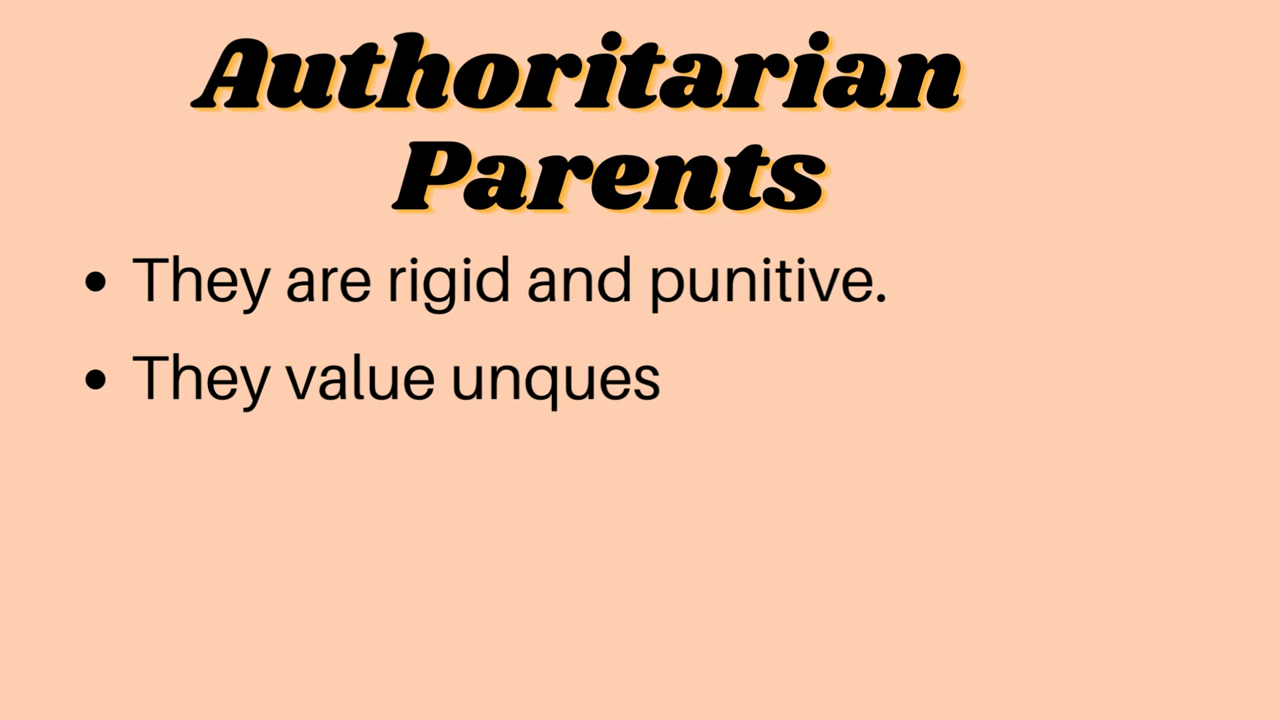 Authoritarian
Parents
• They are rigid and punitive.
• They value unques